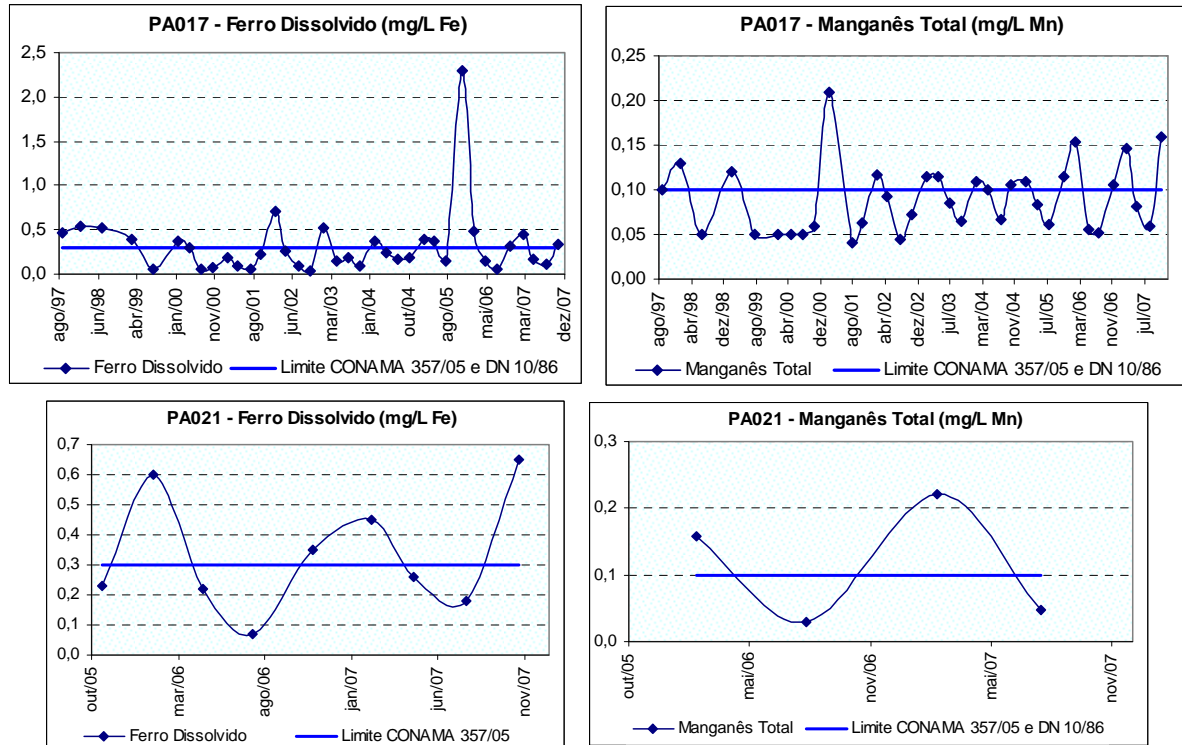 PA017 - Ferro Dissolvido (mg/L Fe)
2,5
2,0
1,5
1,0
0,5
0,0
ago/97
jun/98
abr/99
jan/00
nov/00
ago/01
jun/02
mar/03
jan/04
out/04
ago/05
mai/06
mar/07
dez/07
Ferro Dissolvido
Limite CONAMA 357/05 e DN 10/86
PA017 - Manganês Total (mg/L Mn)
0,25
0,20
0,15
0,10
0,05
0,00
ago/97
abr/98
dez/98
ago/99
abr/00
dez/00
ago/01
abr/02
dez/02
jul/03
mar/04
nov/04
jul/05
mar/06
nov/06
jul/07
Manganês Total
Limite CONAMA 357/05 e DN 10/86
PA021 - Ferro Dissolvido (mg/L Fe)
0,7
0,6
0,5
0,4
0,3
0,2
0,1
0,0
out/05
mar/06
ago/06
jan/07
jun/07
nov/07
Ferro Dissolvido
Limite CONAMA 357/05
PA021 - Manganês Total (mg/L Mn)
0,3
0,2
0,1
0,0
out/05
mai/06
nov/06
mai/07
nov/07
Manganês Total
Limite CONAMA 357/05 e DN 10/86